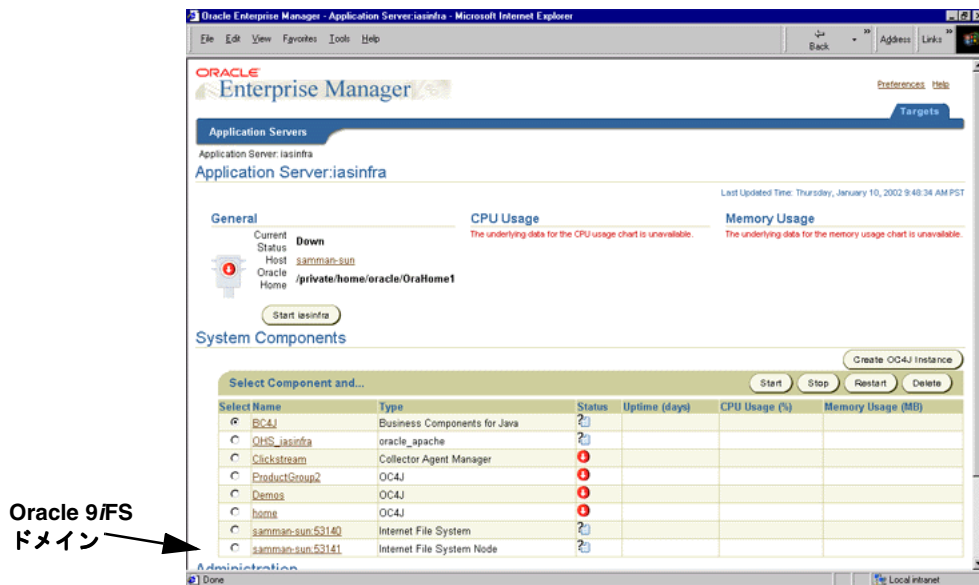 Oracle Enterprise Manager - Application Server:iasinfra - Microsoft Internet Explorer
File Edit View Favorites Tools Help
Back Address Links
ORACLE
Enterprise Manager
Preferences Help
Targets
Application Servers
Application Server: iasinfra
Application Server:iasinfra
Last Updated Time: Thursday, January 10, 2002 9:48:34 AM PST
General
Current Status Down
Host samman-sun
Oracle Home /private/home/oracle/OraHome1
Start iasinfra
CPU Usage
The underlying data for the CPU usage chart is unavailable.
Memory Usage
The underlying data for the memory usage chart is unavailable.
System Components
Create OC4J Instance
Select Component and... Start Stop Restart Delete
Select Name Type Status Uptime (days) CPU Usage (%) Memory Usage (MB)
BC4J Business Components for Java
OHS_iasinfra oracle_apache
Clickstream Collector Agent Manager
ProductGroup2 OC4J
Demos OC4J
home OC4J
samman-sun:53140 Internet File System
samman-sun:53141 Internet File System Node
Administration
Done Local intranet
Oracle 9iFS
ドメイン